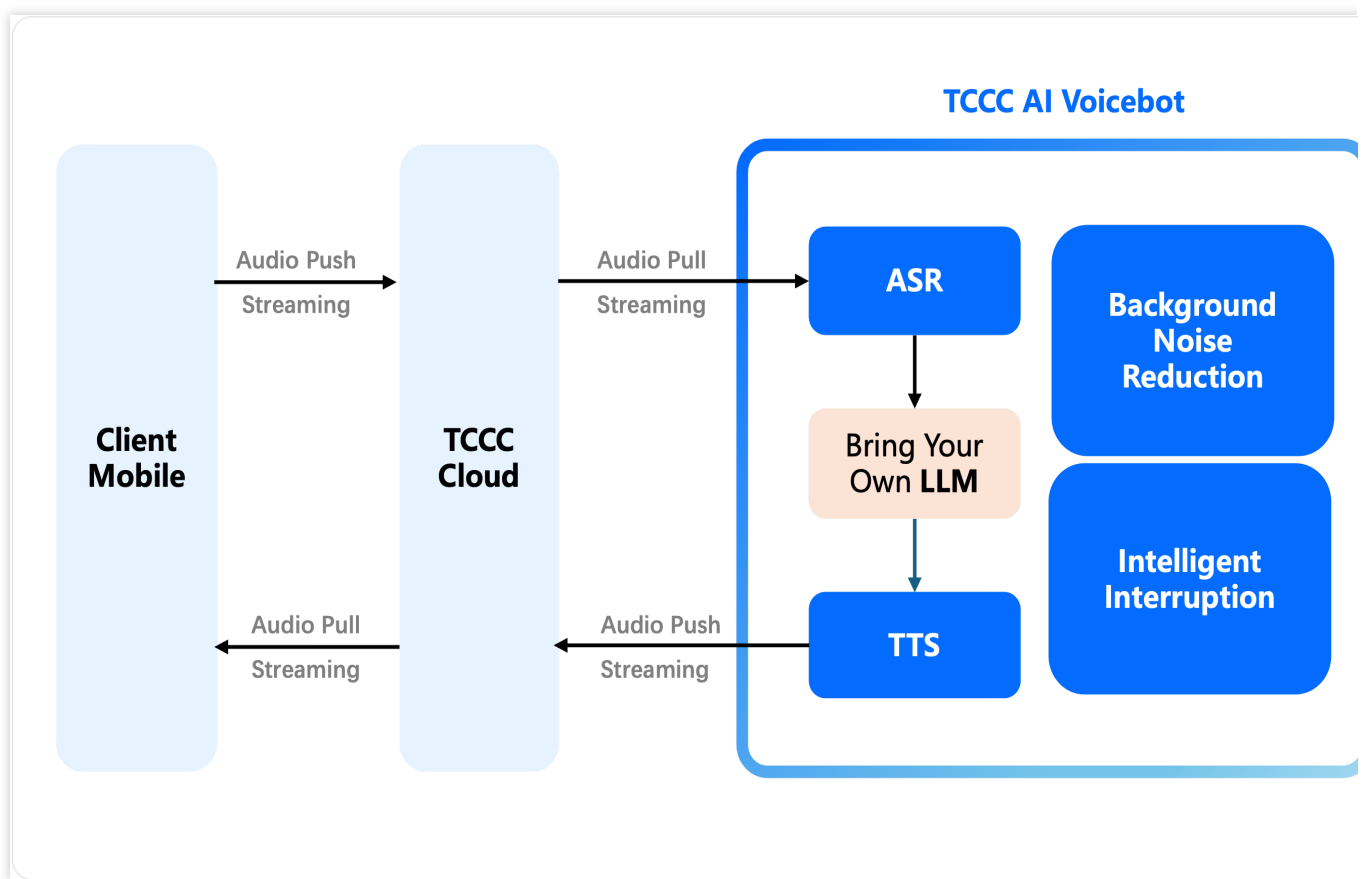 TCCC AI Voicebot
Client
Mobile
Audio Push
Streaming
TCCC
Cloud
Audio Pull
Streaming
ASR
Bring Your
Own LLM
TTS
Background
Noise
Reduction
Intelligent
Interruption
Audio Push
Streaming
Audio Pull
Streaming